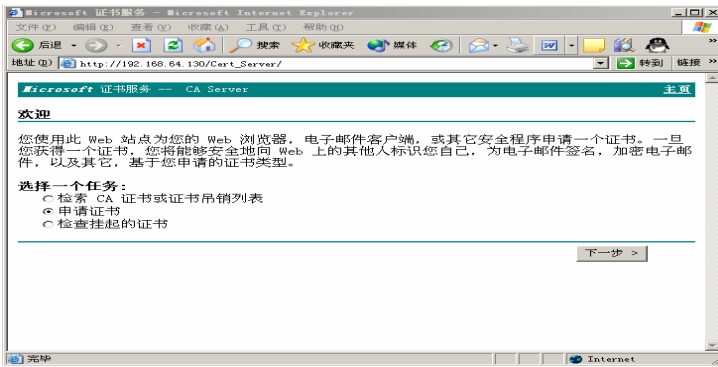 Microsoft 证书服务 - Microsoft Internet Explorer
文件(F) 编辑(E) 查看(V) 收藏(A) 工具(T) 帮助(H)
后退 搜索 收藏夹 媒体
地址(D) http://192.168.64.130/Cert_Server/ 转到 链接 »
Microsoft 证书服务 -- CA Server 主页
欢迎
您使用此 Web 站点为您的 Web 浏览器，电子邮件客户端，或其它安全程序申请一个证书。一旦
您获得一个证书，您将能够安全地向 Web 上的其他人标识您自己，为电子邮件签名，加密电子邮
件，以及其它，基于您申请的证书类型。
选择一个任务：
检索 CA 证书或证书吊销列表
申请证书
检查挂起的证书
下一步 >
完毕 Internet